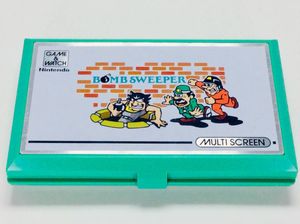 GAME &
WATCH
Nintendo
BOMB SWEEPER
MULTI SCREEN